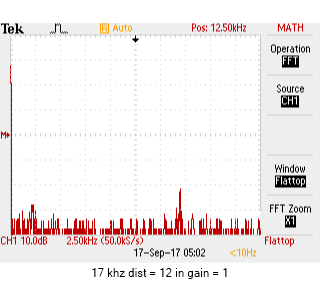 Tek Auto Pos: 12.50kHz MATH
Operation
FFT
Source
CH1
M
Window
Flattop
FFT Zoom
X1
CH1 10.0dB 2.50kHz (50.0kS/s) Flattop
17-Sep-17 05:02 <10Hz
17 khz dist = 12 in gain = 1